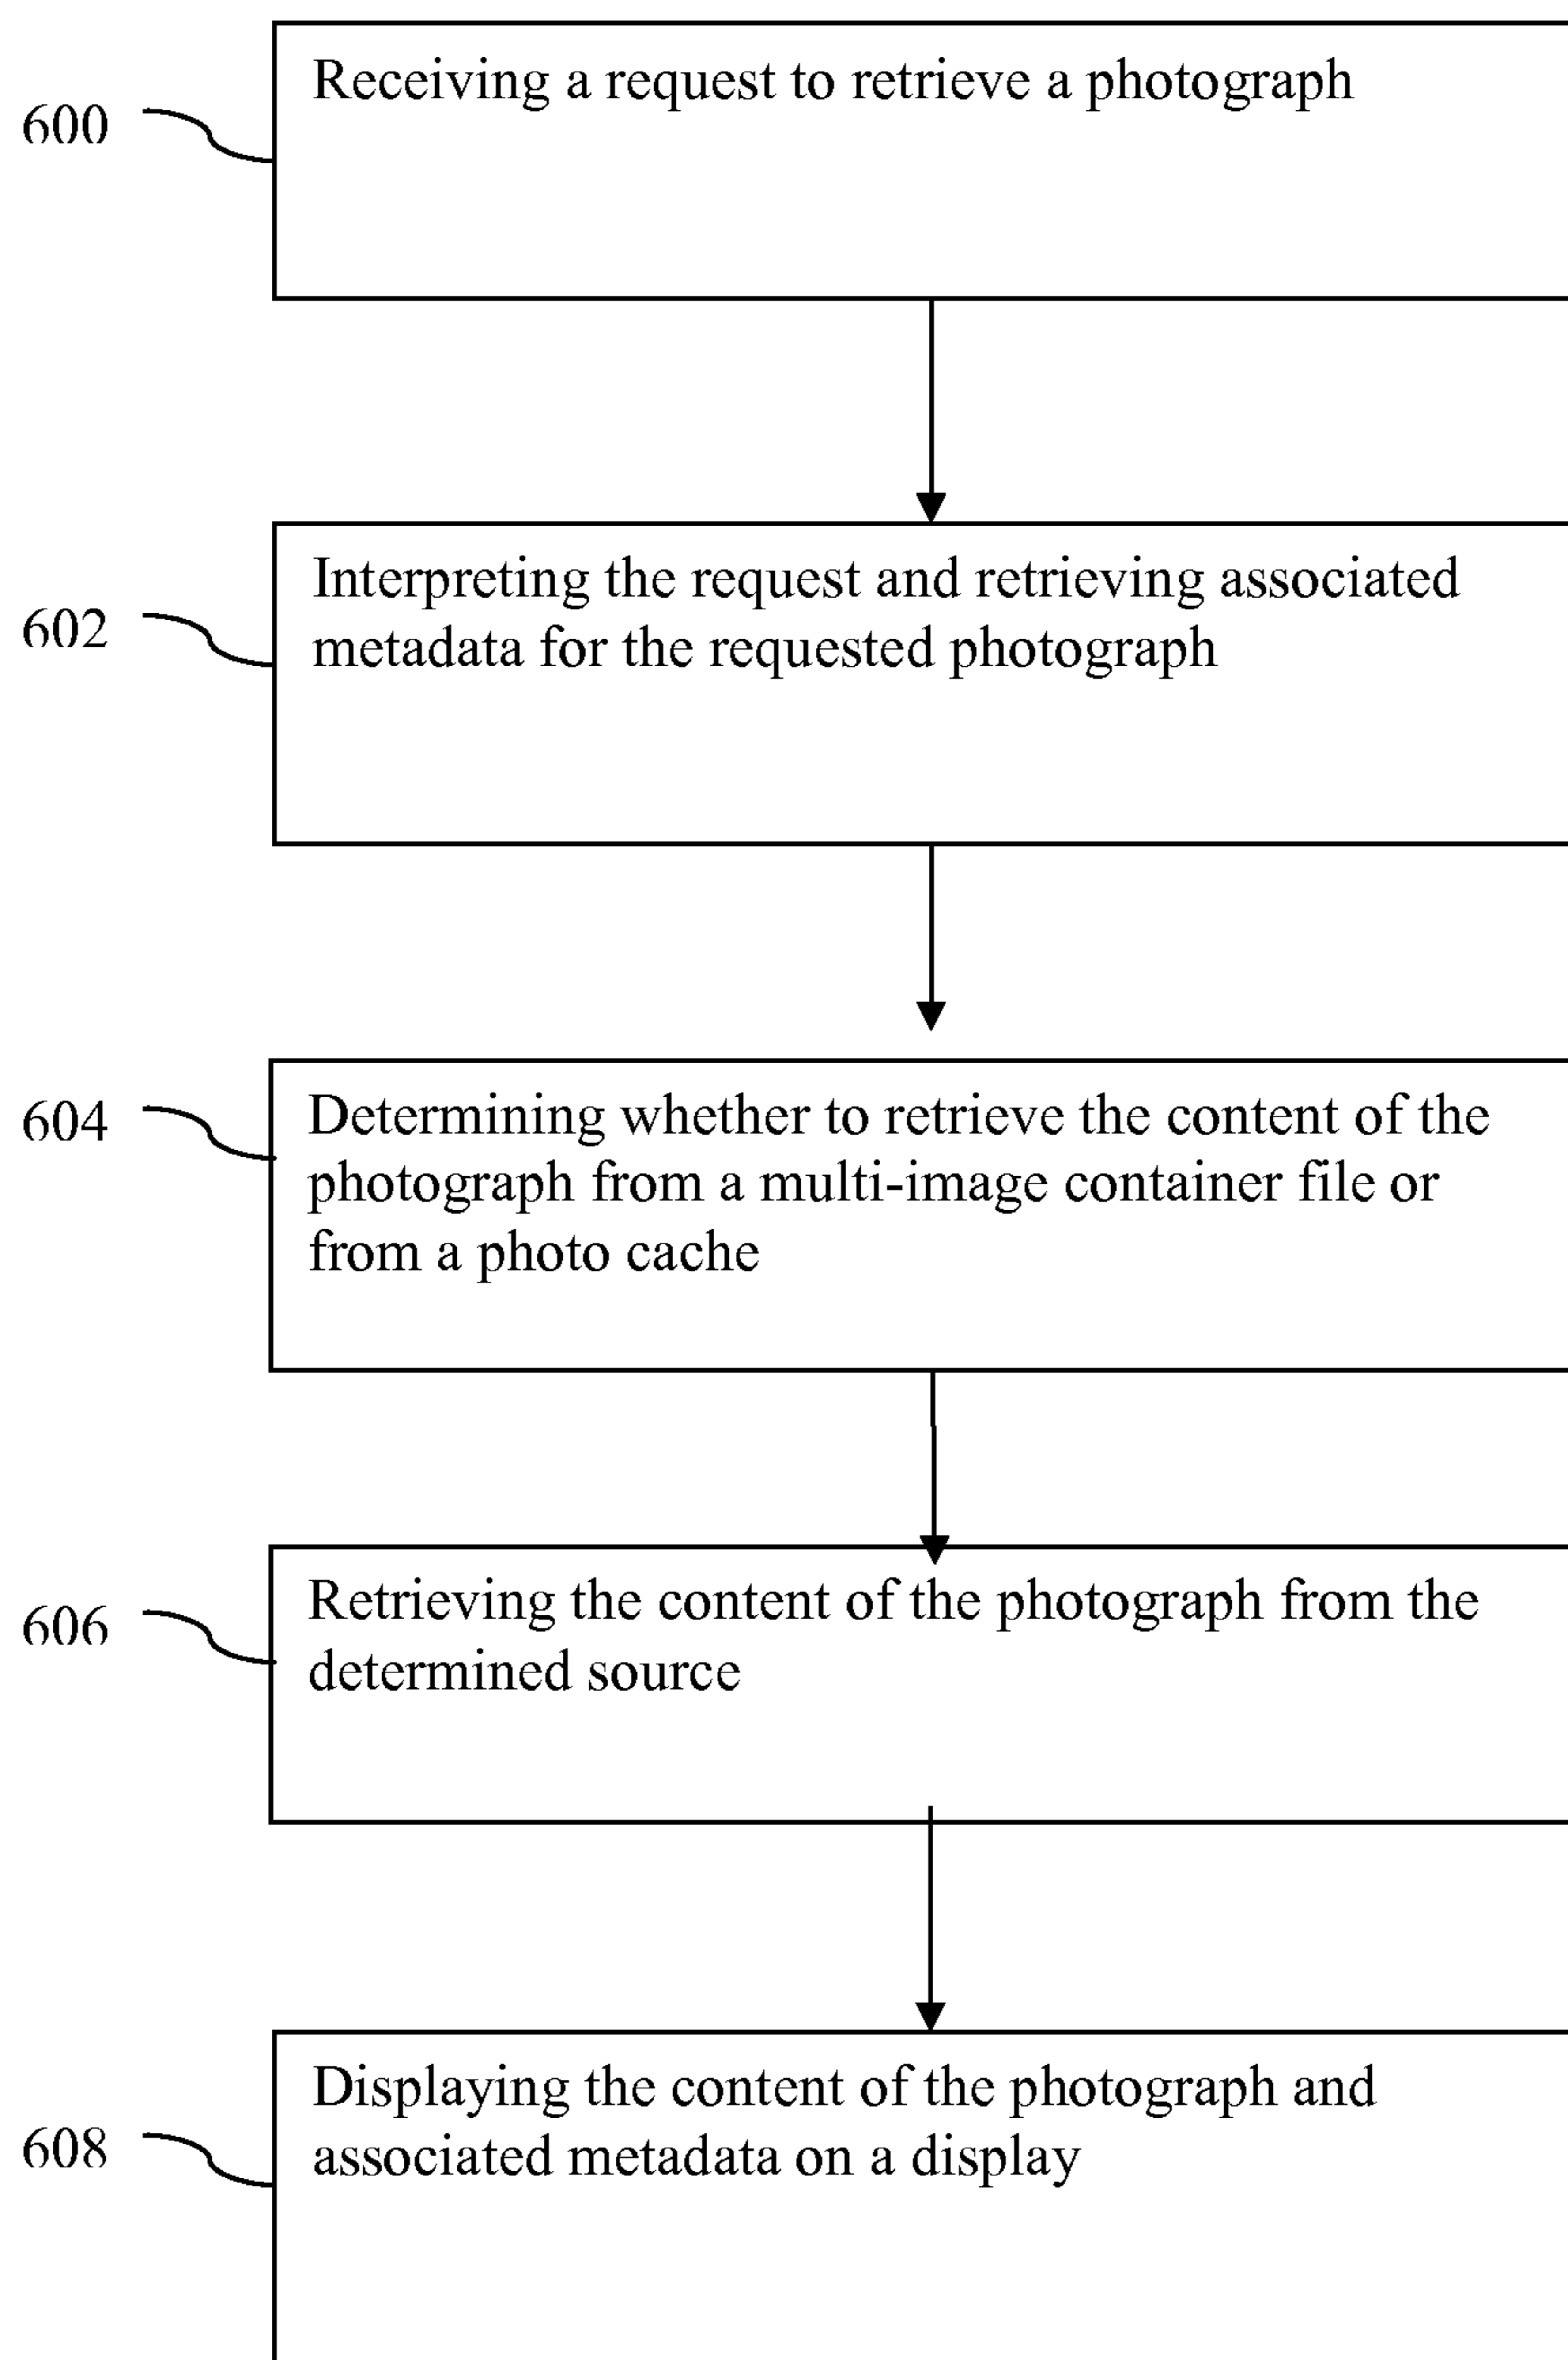 Receiving a request to retrieve a photograph
600
Interpreting the request and retrieving associated
metadata for the requested photograph
602
Determining whether to retrieve the content of the
photograph from a multi-image container file or
from a photo cache
604
Retrieving the content of the photograph from the
determined source
606
Displaying the content of the photograph and
associated metadata on a display
608